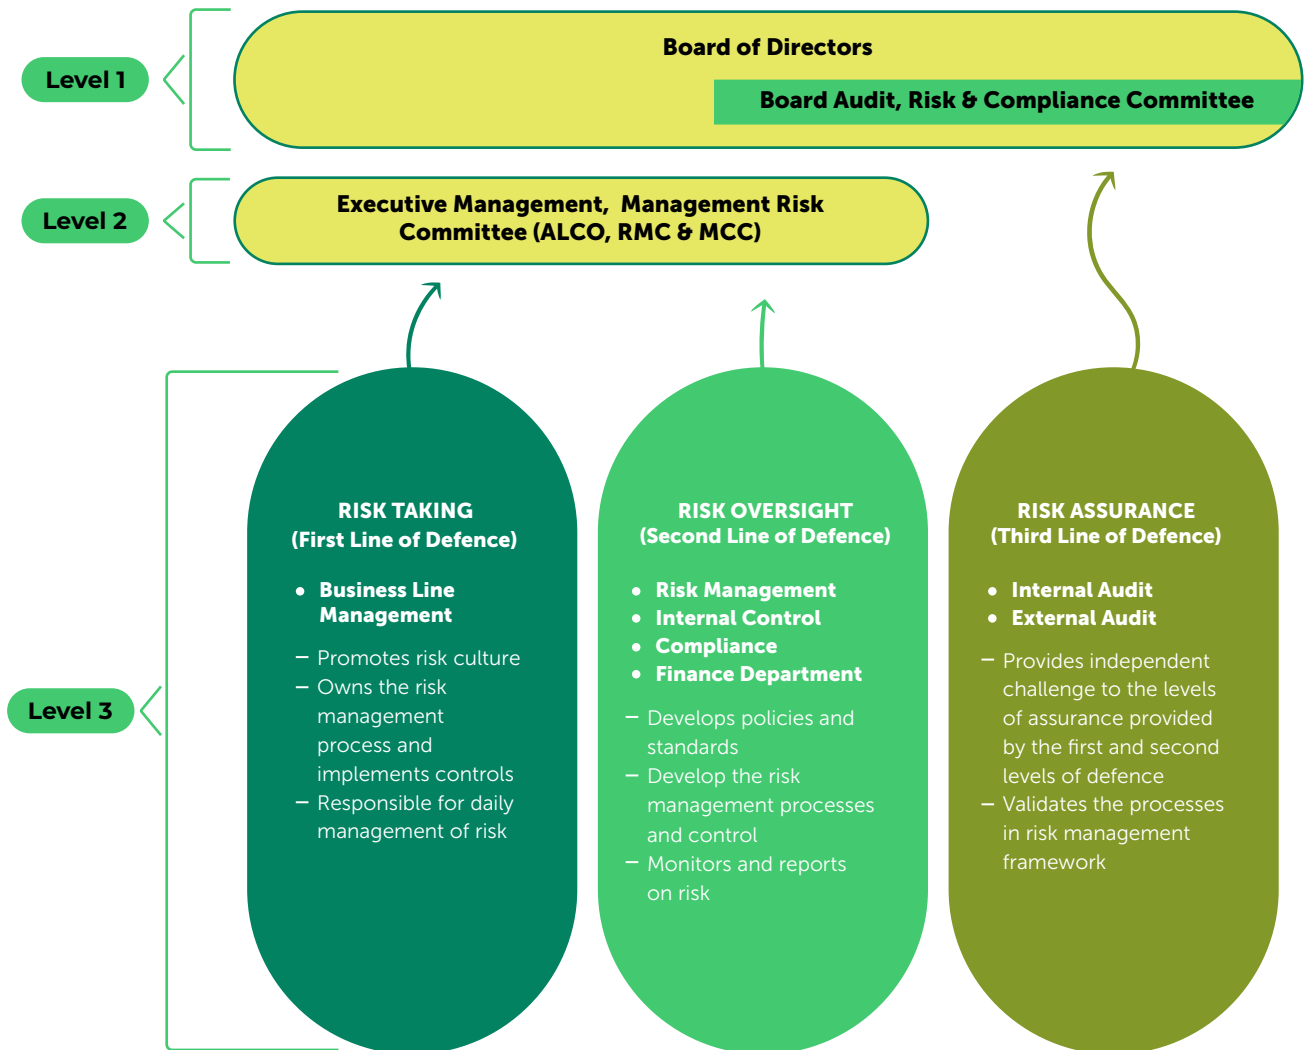 Level 1
Board of Directors
Board Audit, Risk & Compliance Committee
Level 2
Executive Management, Management Risk
Committee (ALCO, RMC & MCC)
Level 3
RISK TAKING
(First Line of Defence)
• Business Line
Management
– Promotes risk culture
– Owns the risk
management
process and
implements controls
– Responsible for daily
management of risk
RISK OVERSIGHT
(Second Line of Defence)
• Risk Management
• Internal Control
• Compliance
• Finance Department
– Develops policies and
standards
– Develop the risk
management processes
and control
– Monitors and reports
on risk
RISK ASSURANCE
(Third Line of Defence)
• Internal Audit
• External Audit
– Provides independent
challenge to the levels
of assurance provided
by the first and second
levels of defence
– Validates the processes
in risk management
framework